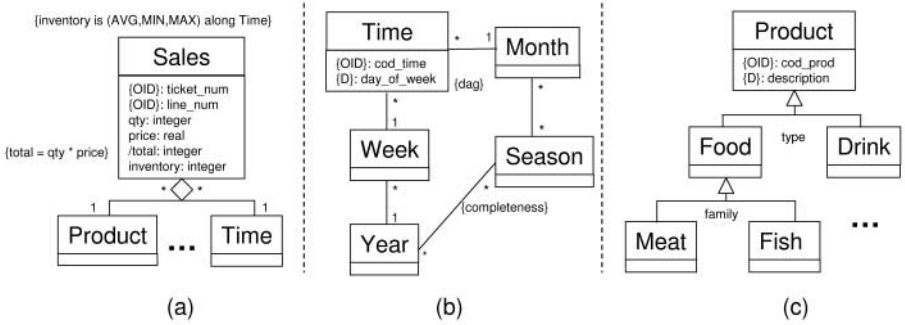 {inventory is (AVG,MIN,MAX) along Time}
Sales
{OID}: ticket_num
{OID}: line_num
qty: integer
price: real
/total: integer
inventory: integer
{total = qty * price}
* *
1 1
Product
...
Time
(a)
Time
{OID}: cod_time
{D}: day_of_week
* 1
Month
{dag}
*
1
*
*
Week
Season
*
1
*
{completeness}
Year
*
(b)
Product
{OID}: cod_prod
{D}: description
type
Food
Drink
family
Meat
Fish
...
(c)